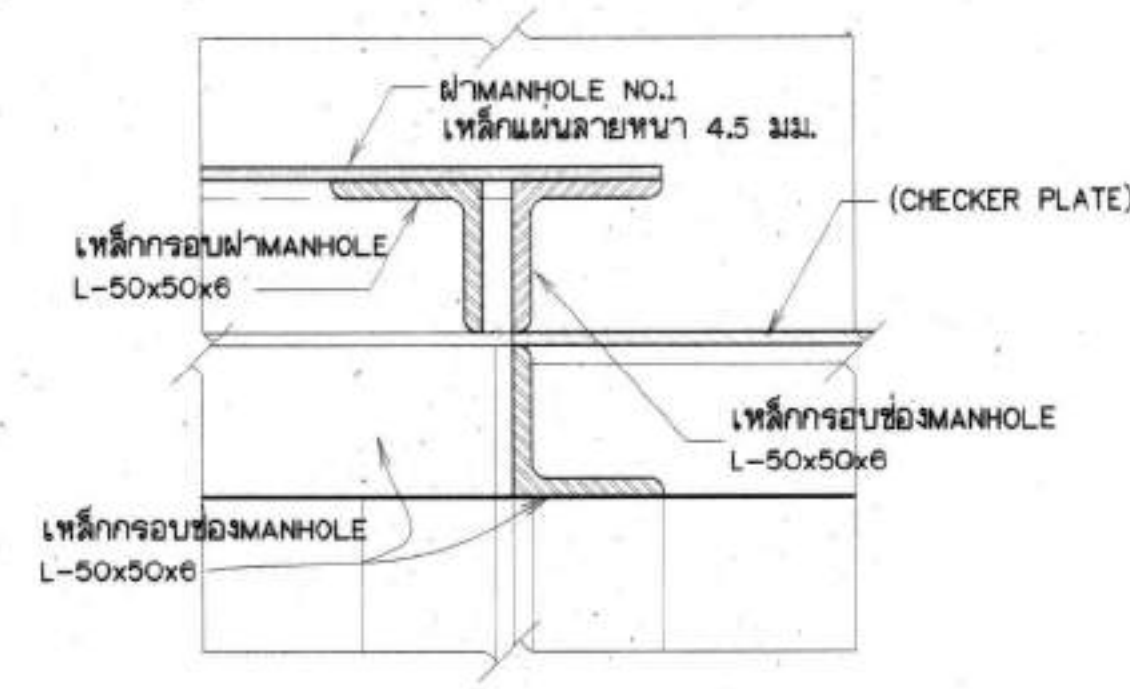 ฝาMANHOLE NO.1
เหล็กแผ่นลายหนา 4.5 มม.
(CHECKER PLATE)
เหล็กกรอบฝาMANHOLE
L-50x50x6
เหล็กกรอบช่องMANHOLE
L-50x50x6
เหล็กกรอบช่องMANHOLE
L-50x50x6